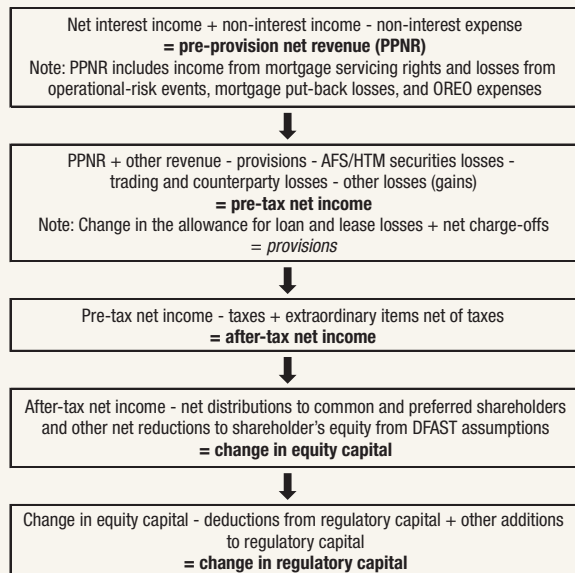 Net interest income + non-interest income - non-interest expense
= pre-provision net revenue (PPNR)
Note: PPNR includes income from mortgage servicing rights and losses from
operational-risk events, mortgage put-back losses, and OREO expenses
PPNR + other revenue - provisions - AFS/HTM securities losses -
trading and counterparty losses - other losses (gains)
= pre-tax net income
Note: Change in the allowance for loan and lease losses + net charge-offs
= provisions
Pre-tax net income - taxes + extraordinary items net of taxes
= after-tax net income
After-tax net income - net distributions to common and preferred shareholders
and other net reductions to shareholder's equity from DFAST assumptions
= change in equity capital
Change in equity capital - deductions from regulatory capital + other additions
to regulatory capital
= change in regulatory capital